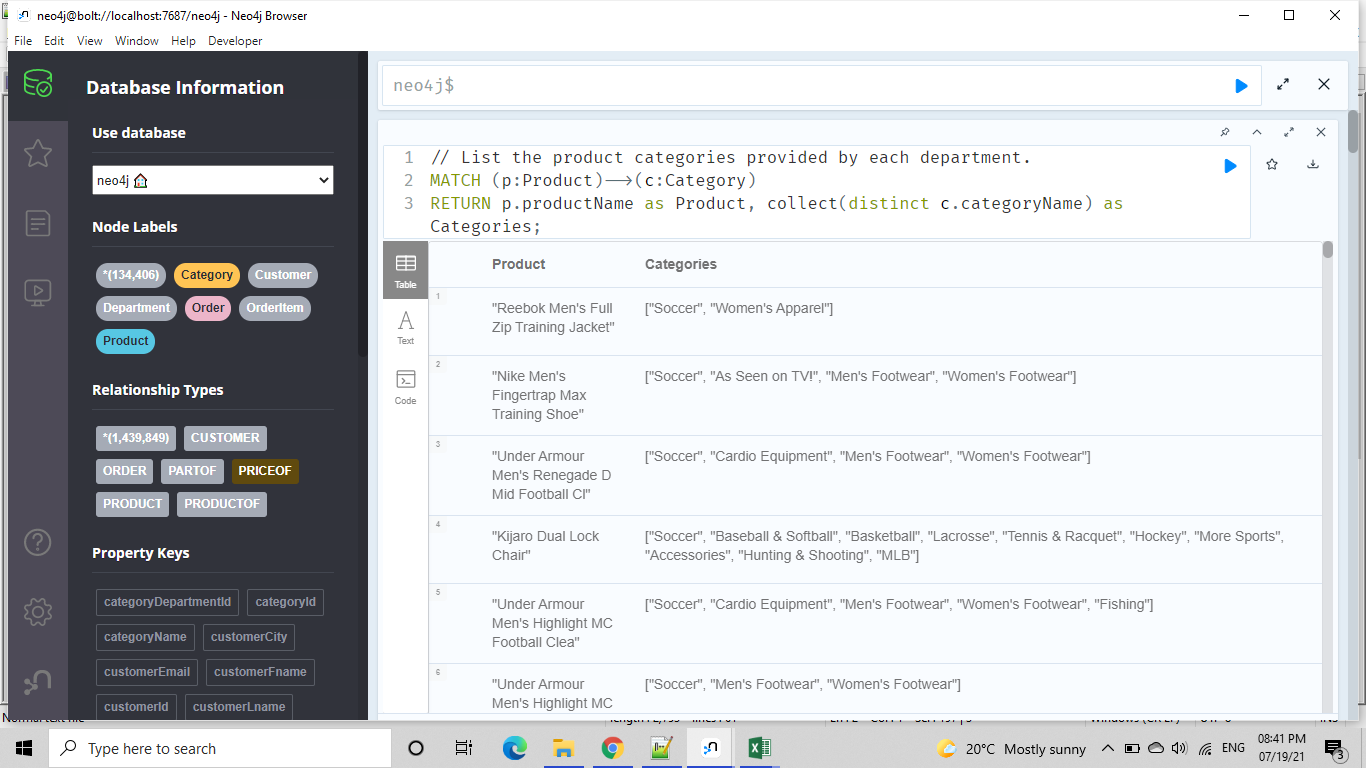 neo4j@bolt://localhost:7687/neo4j - Neo4j Browser
File Edit View Window Help Developer
Database Information
Use database
neo4j
Node Labels
*(134,406) Category Customer
Department Order OrderItem
Product
Relationship Types
*(1,439,849) CUSTOMER
ORDER PARTOF PRICEOF
PRODUCT PRODUCTOF
Property Keys
categoryDepartmentId categoryId
categoryName customerCity
customerEmail customerFname
customerId customerLname
neo4j$
1 // List the product categories provided by each department.
2 MATCH (p:Product)-->(c:Category)
3 RETURN p.productName as Product, collect(distinct c.categoryName) as
Categories;
Table
Text
Code
Product Categories
1
"Reebok Men's Full ["Soccer", "Women's Apparel"]
Zip Training Jacket"
2
"Nike Men's ["Soccer", "As Seen on TV!", "Men's Footwear", "Women's Footwear"]
Fingertrap Max
Training Shoe"
3
"Under Armour ["Soccer", "Cardio Equipment", "Men's Footwear", "Women's Footwear"]
Men's Renegade D
Mid Football Cl"
4
"Kijaro Dual Lock ["Soccer", "Baseball & Softball", "Basketball", "Lacrosse", "Tennis & Racquet", "Hockey", "More Sports",
Chair" "Accessories", "Hunting & Shooting", "MLB"]
5
"Under Armour ["Soccer", "Cardio Equipment", "Men's Footwear", "Women's Footwear", "Fishing"]
Men's Highlight MC
Football Clea"
6
"Under Armour ["Soccer", "Men's Footwear", "Women's Footwear"]
Men's Highlight MC
Type here to search
20°C Mostly sunny
ENG
08:41 PM
07/19/21
3